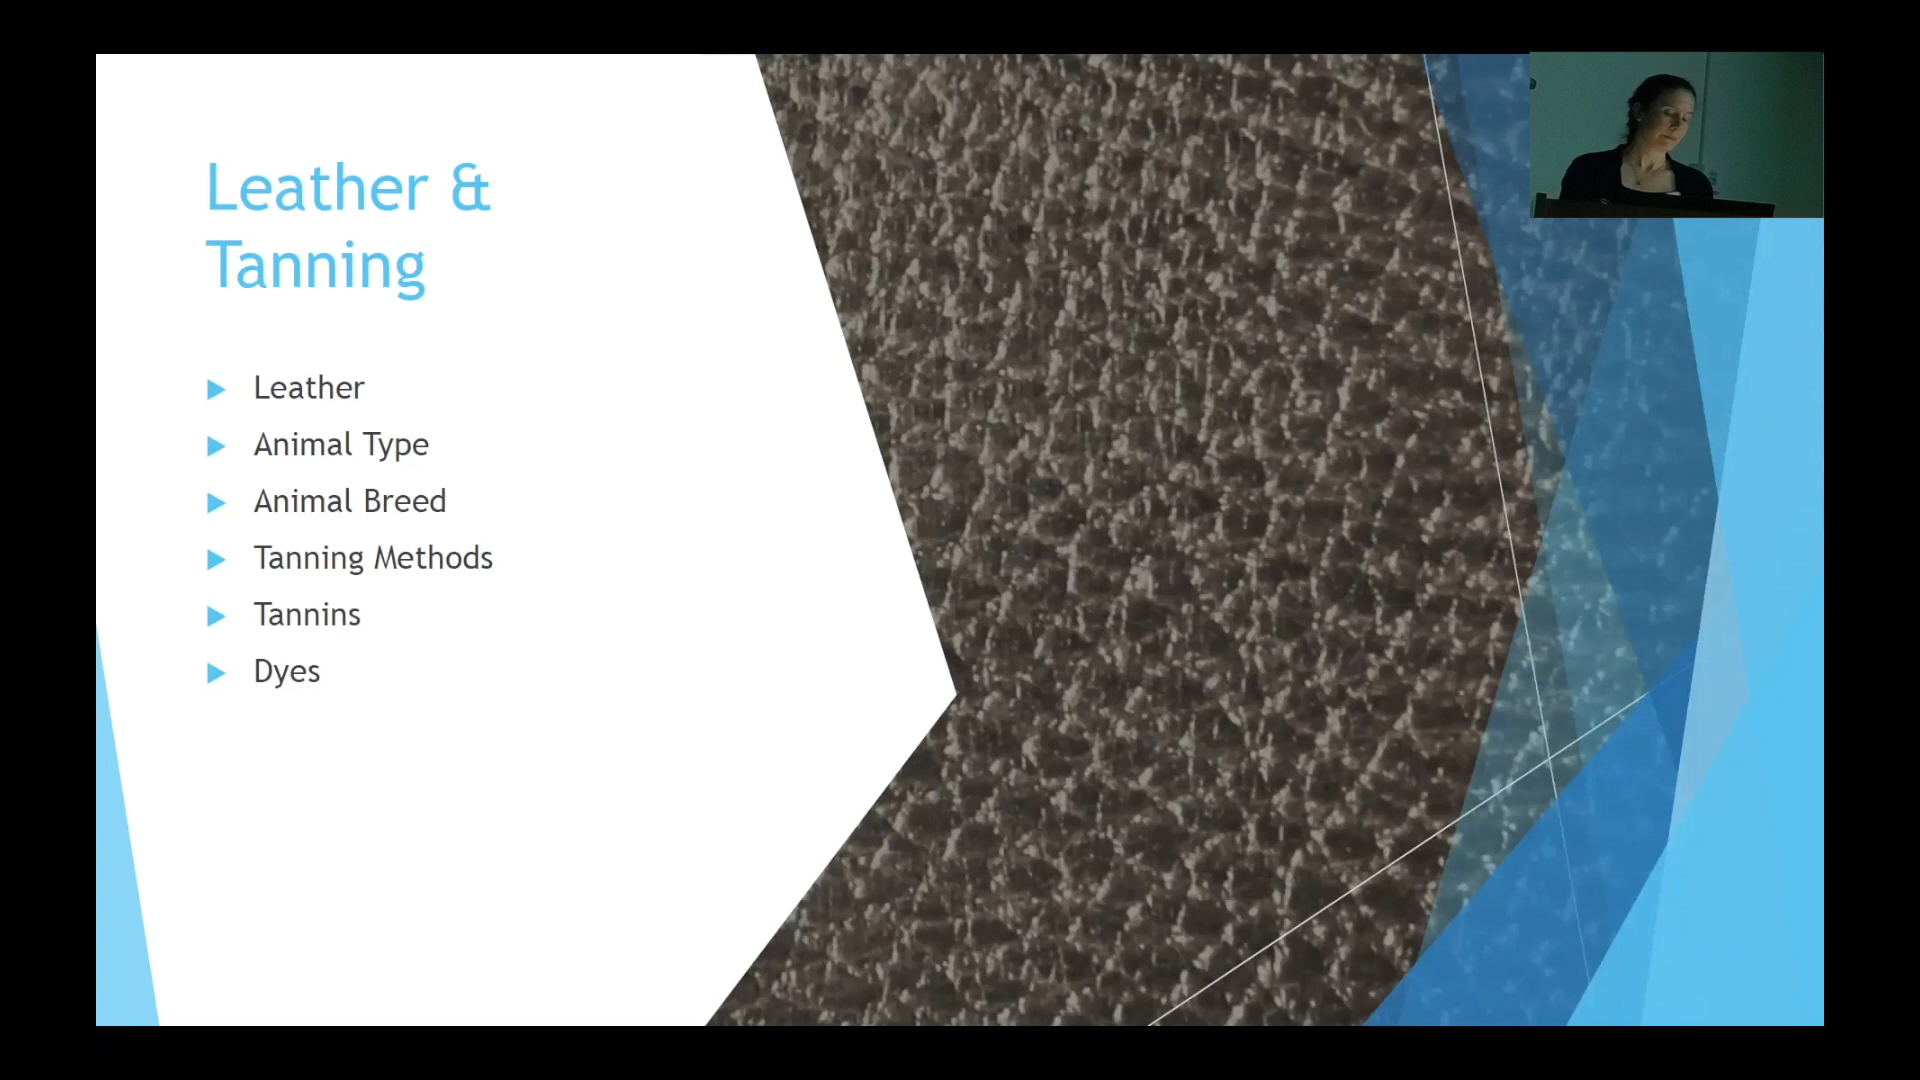 Leather &
Tanning
Leather
Animal Type
Animal Breed
Tanning Methods
Tannins
Dyes